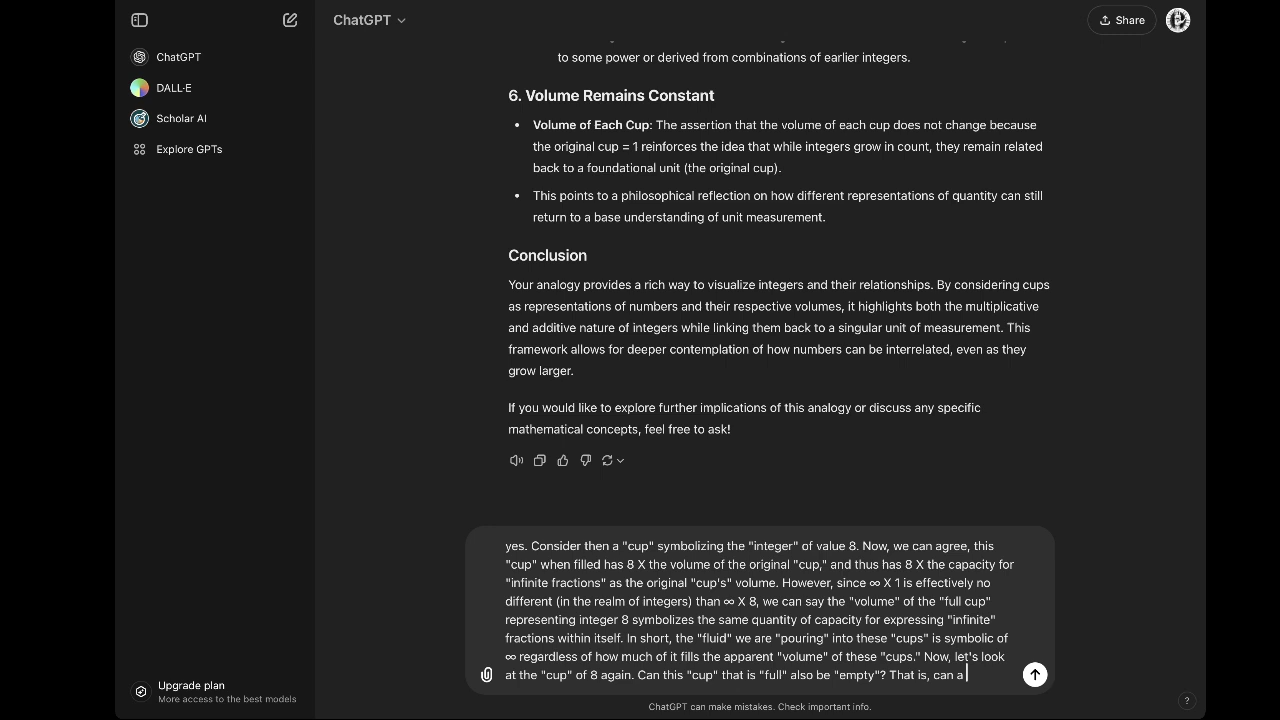 ChatGPT
Share
ChatGPT
DALL·E
Scholar AI
Explore GPTs
to some power or derived from combinations of earlier integers.
6. Volume Remains Constant
• Volume of Each Cup: The assertion that the volume of each cup does not change because
the original cup = 1 reinforces the idea that while integers grow in count, they remain related
back to a foundational unit (the original cup).
• This points to a philosophical reflection on how different representations of quantity can still
return to a base understanding of unit measurement.
Conclusion
Your analogy provides a rich way to visualize integers and their relationships. By considering cups
as representations of numbers and their respective volumes, it highlights both the multiplicative
and additive nature of integers while linking them back to a singular unit of measurement. This
framework allows for deeper contemplation of how numbers can be interrelated, even as they
grow larger.
If you would like to explore further implications of this analogy or discuss any specific
mathematical concepts, feel free to ask!
yes. Consider then a "cup" symbolizing the "integer" of value 8. Now, we can agree, this
"cup" when filled has 8 X the volume of the original "cup," and thus has 8 X the capacity for
"infinite fractions" as the original "cup's" volume. However, since ∞ X 1 is effectively no
different (in the realm of integers) than ∞ X 8, we can say the "volume" of the "full cup"
representing integer 8 symbolizes the same quantity of capacity for expressing "infinite"
fractions within itself. In short, the "fluid" we are "pouring" into these "cups" is symbolic of
∞ regardless of how much of it fills the apparent "volume" of these "cups." Now, let's look
at the "cup" of 8 again. Can this "cup" that is "full" also be "empty"? That is, can a
Upgrade plan
More access to the best models
ChatGPT can make mistakes. Check important info.
?